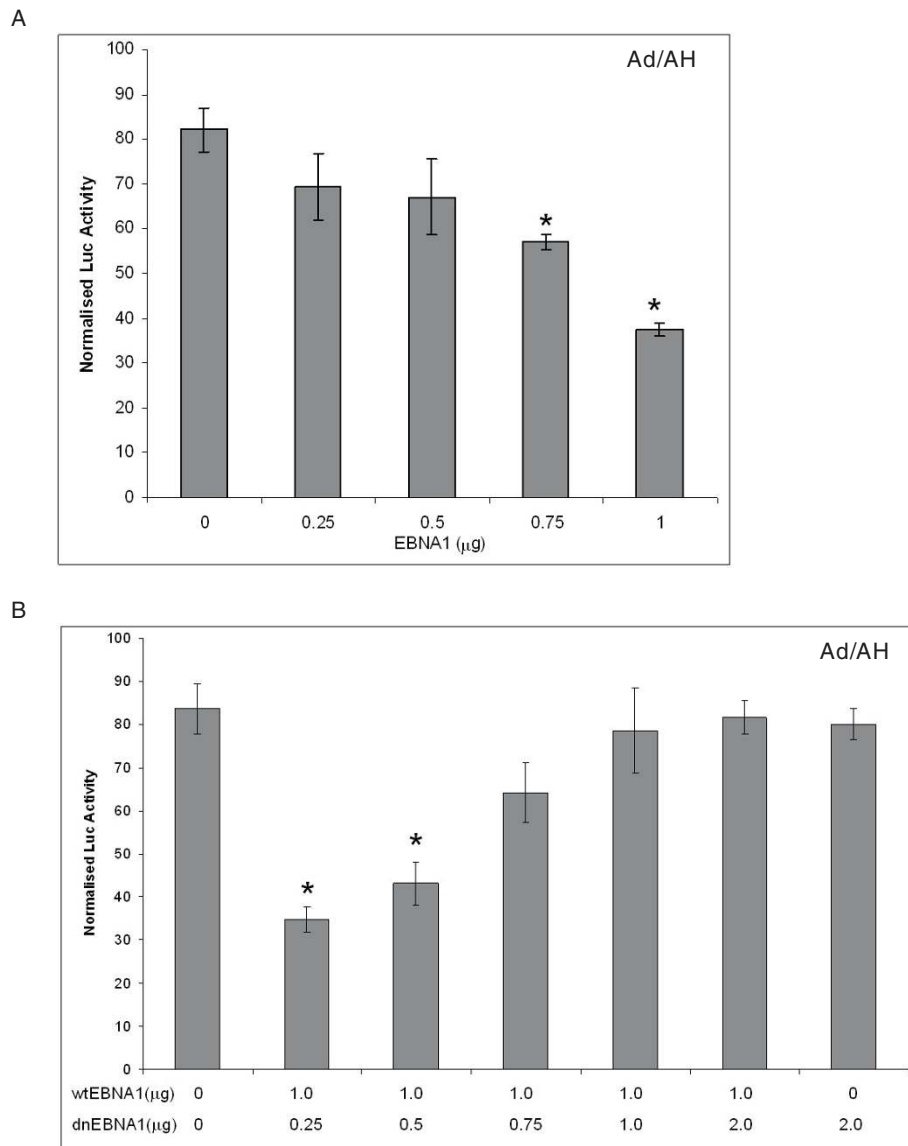 A
Ad/AH
100
90
80
70
60
50
40
30
20
10
0
Normalised Luc Activity
*
*
0 0.25 0.5 0.75 1
EBNA1 (μg)
B
Ad/AH
100
90
80
70
60
50
40
30
20
10
0
Normalised Luc Activity
*
*
wtEBNA1(μg) 0 1.0 1.0 1.0 1.0 1.0 0
dnEBNA1(μg) 0 0.25 0.5 0.75 1.0 2.0 2.0